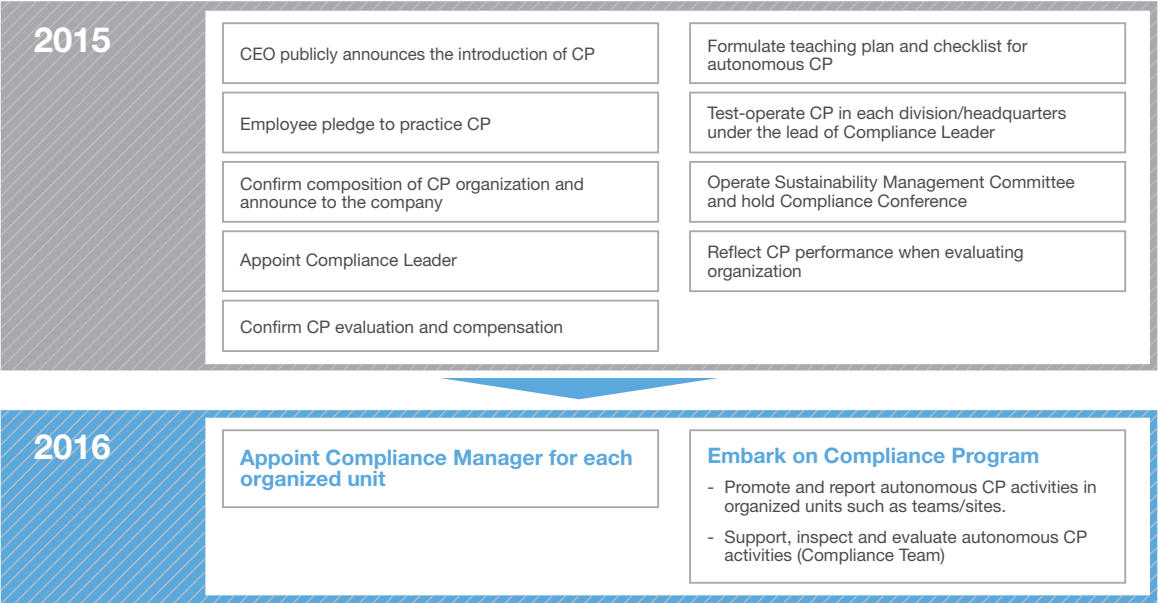 2015
CEO publicly announces the introduction of CP
Employee pledge to practice CP
Confirm composition of CP organization and
announce to the company
Appoint Compliance Leader
Confirm CP evaluation and compensation
Formulate teaching plan and checklist for
autonomous CP
Test-operate CP in each division/headquarters
under the lead of Compliance Leader
Operate Sustainability Management Committee
and hold Compliance Conference
Reflect CP performance when evaluating
organization
2016
Appoint Compliance Manager for each
organized unit
Embark on Compliance Program
- Promote and report autonomous CP activities in
organized units such as teams/sites.
- Support, inspect and evaluate autonomous CP
activities (Compliance Team)